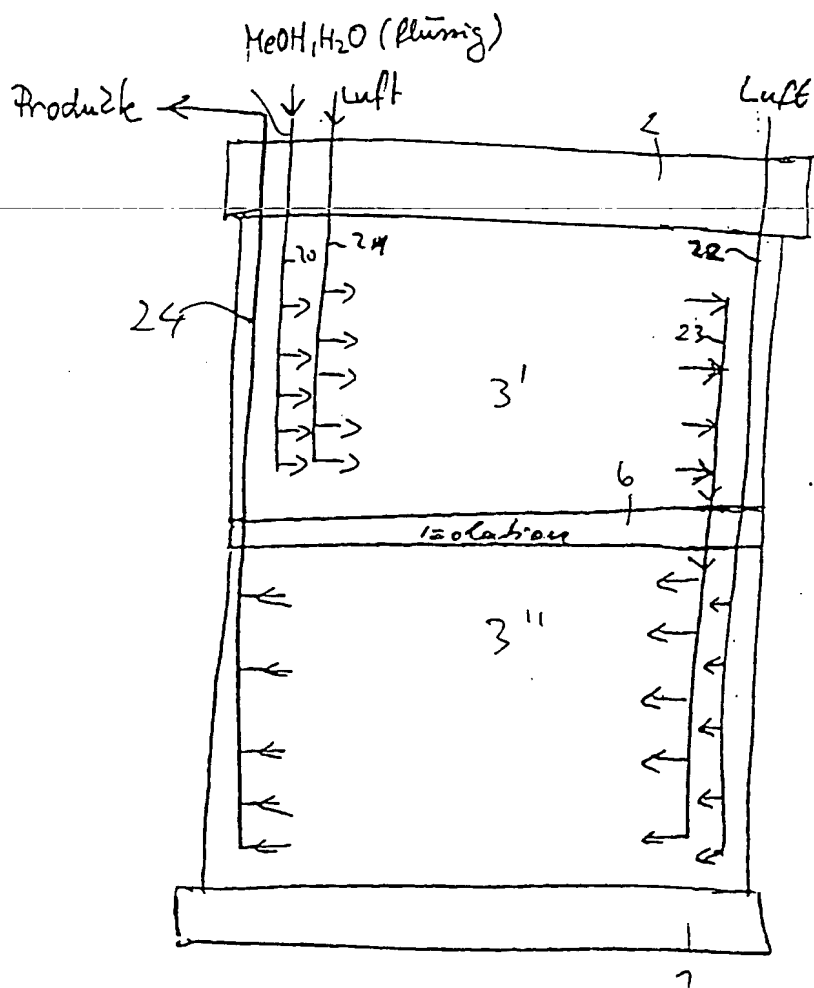 MeOH, H2O (flüssig)
Produkte
Luft
Luft
2
20
21
22
24
23
3'
6
Isolation
3''